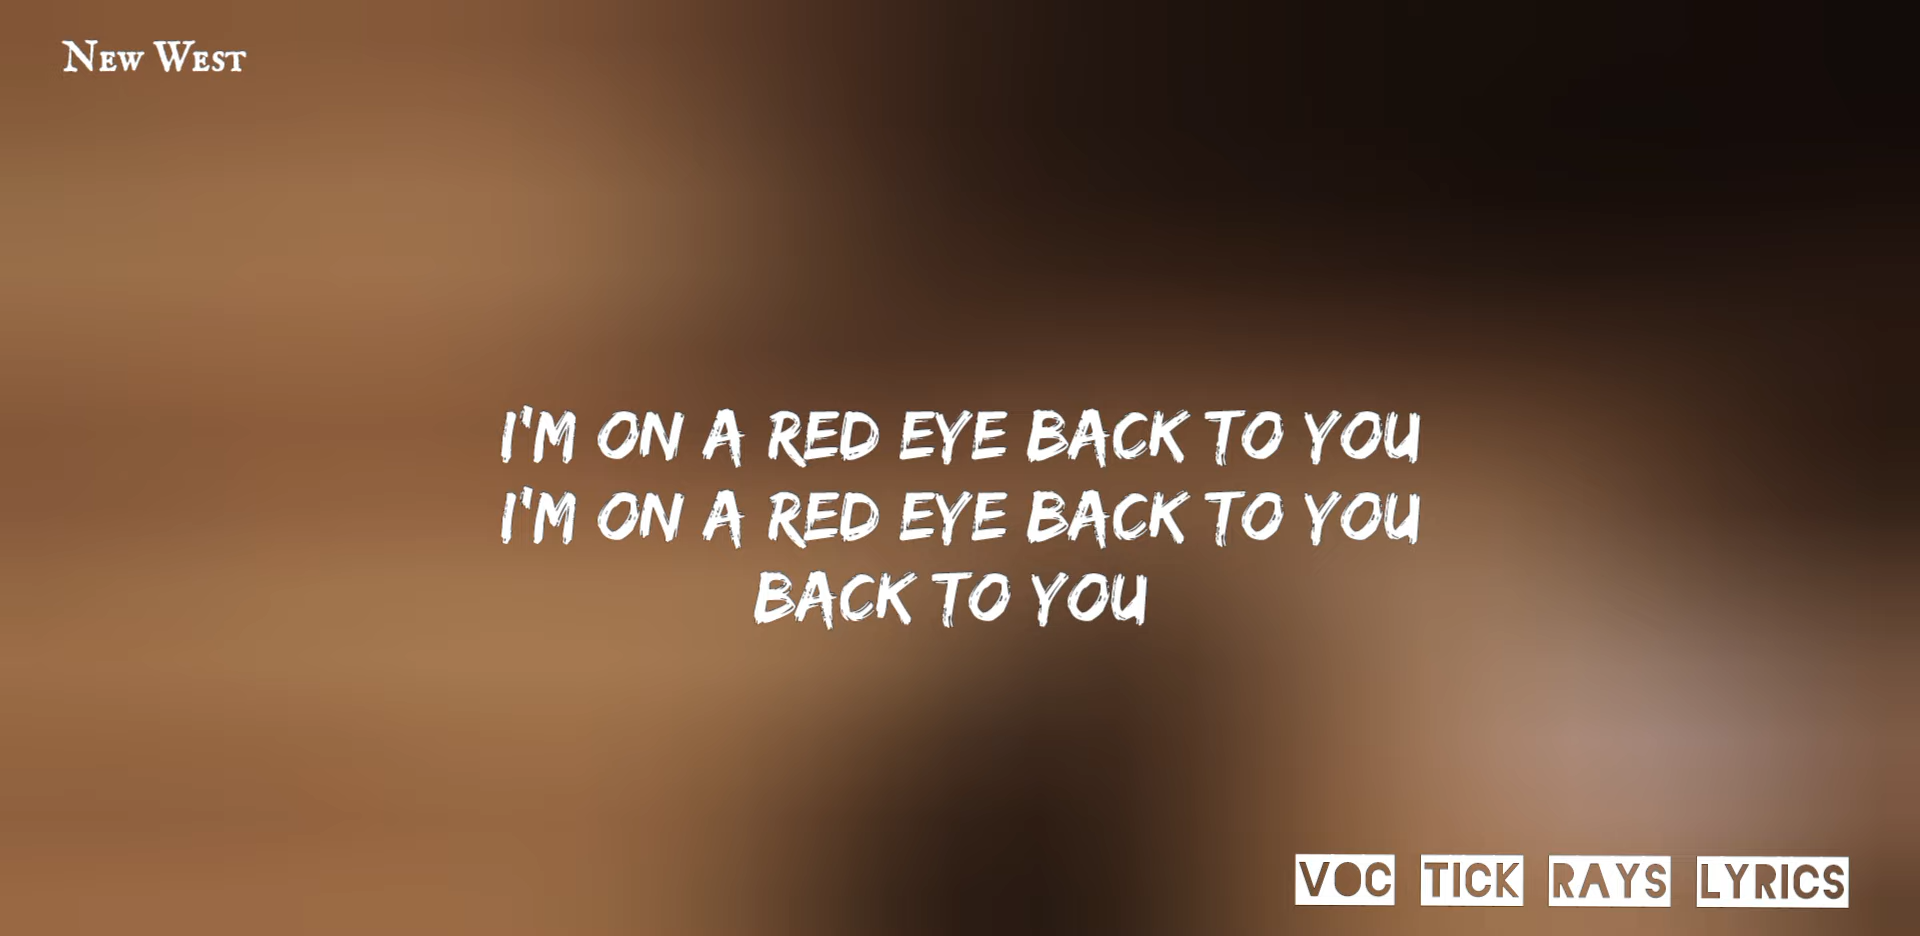 New West
I'M ON A RED EYE BACK TO YOU
I'M ON A RED EYE BACK TO YOU
BACK TO YOU
VOC TICK RAYS LYRICS